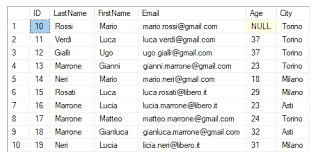 ID LastName FirstName Email Age City
1 10 Rossi Mario mario.rossi@gmail.com NULL Torino
2 11 Verdi Luca luca.verdi@gmail.com 37 Torino
3 12 Gialli Ugo ugo.gialli@gmail.com 37 Torino
4 13 Marrone Gianni gianni.marrone@gmail.com 23 Torino
5 14 Neri Mario mario.neri@gmail.com 18 Milano
6 15 Rosati Luca luca.rosati@libero.it 29 Milano
7 16 Marrone Lucia lucia.marrone@libero.it 23 Asti
8 17 Marrone Matteo matteo.marrone@gmail.com 24 Torino
9 18 Marrone Gianluca gianluca.marrone@gmail.com 32 Asti
10 19 Neri Lucia licia.neri@libero.it 31 Milano